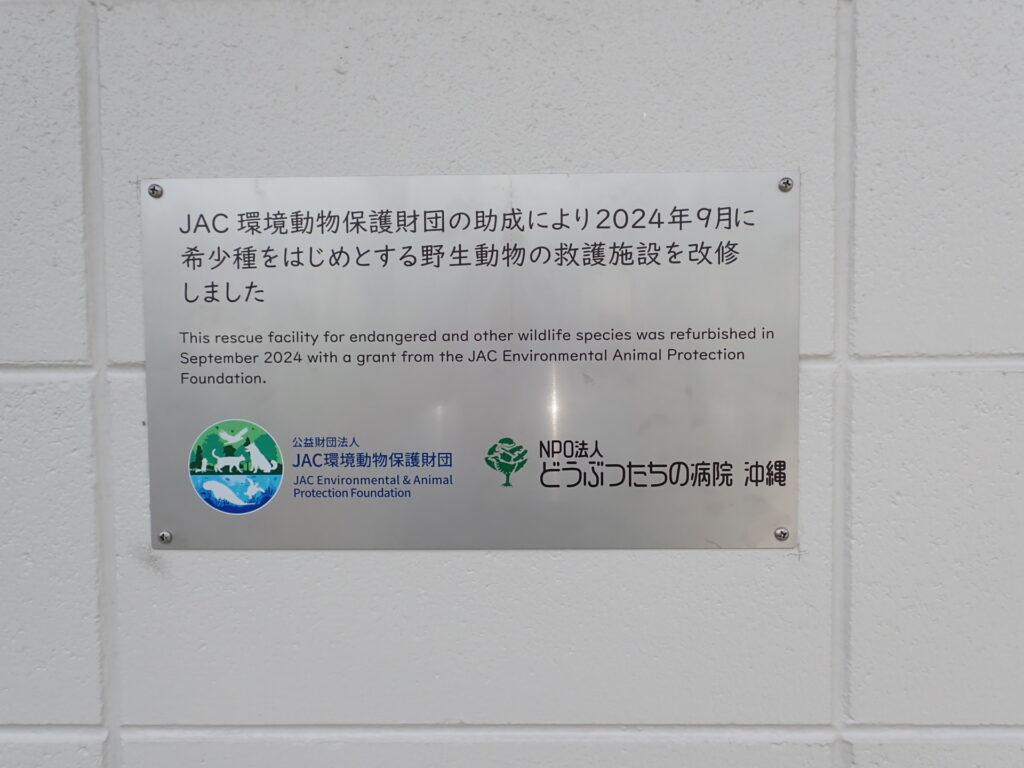 JAC 環境動物保護財団の助成により2024年9月に
希少種をはじめとする野生動物の救護施設を改修
しました
This rescue facility for endangered and other wildlife species was refurbished in
September 2024 with a grant from the JAC Environmental Animal Protection
Foundation.
公益財団法人
JAC環境動物保護財団
JAC Environmental & Animal
Protection Foundation
NPO法人
どうぶつたちの病院 沖縄